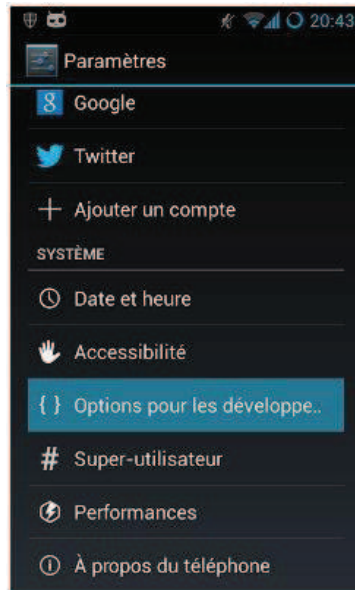 20:43
Paramètres
Google
Twitter
Ajouter un compte
SYSTÈME
Date et heure
Accessibilité
{ } Options pour les développe..
# Super-utilisateur
Performances
À propos du téléphone